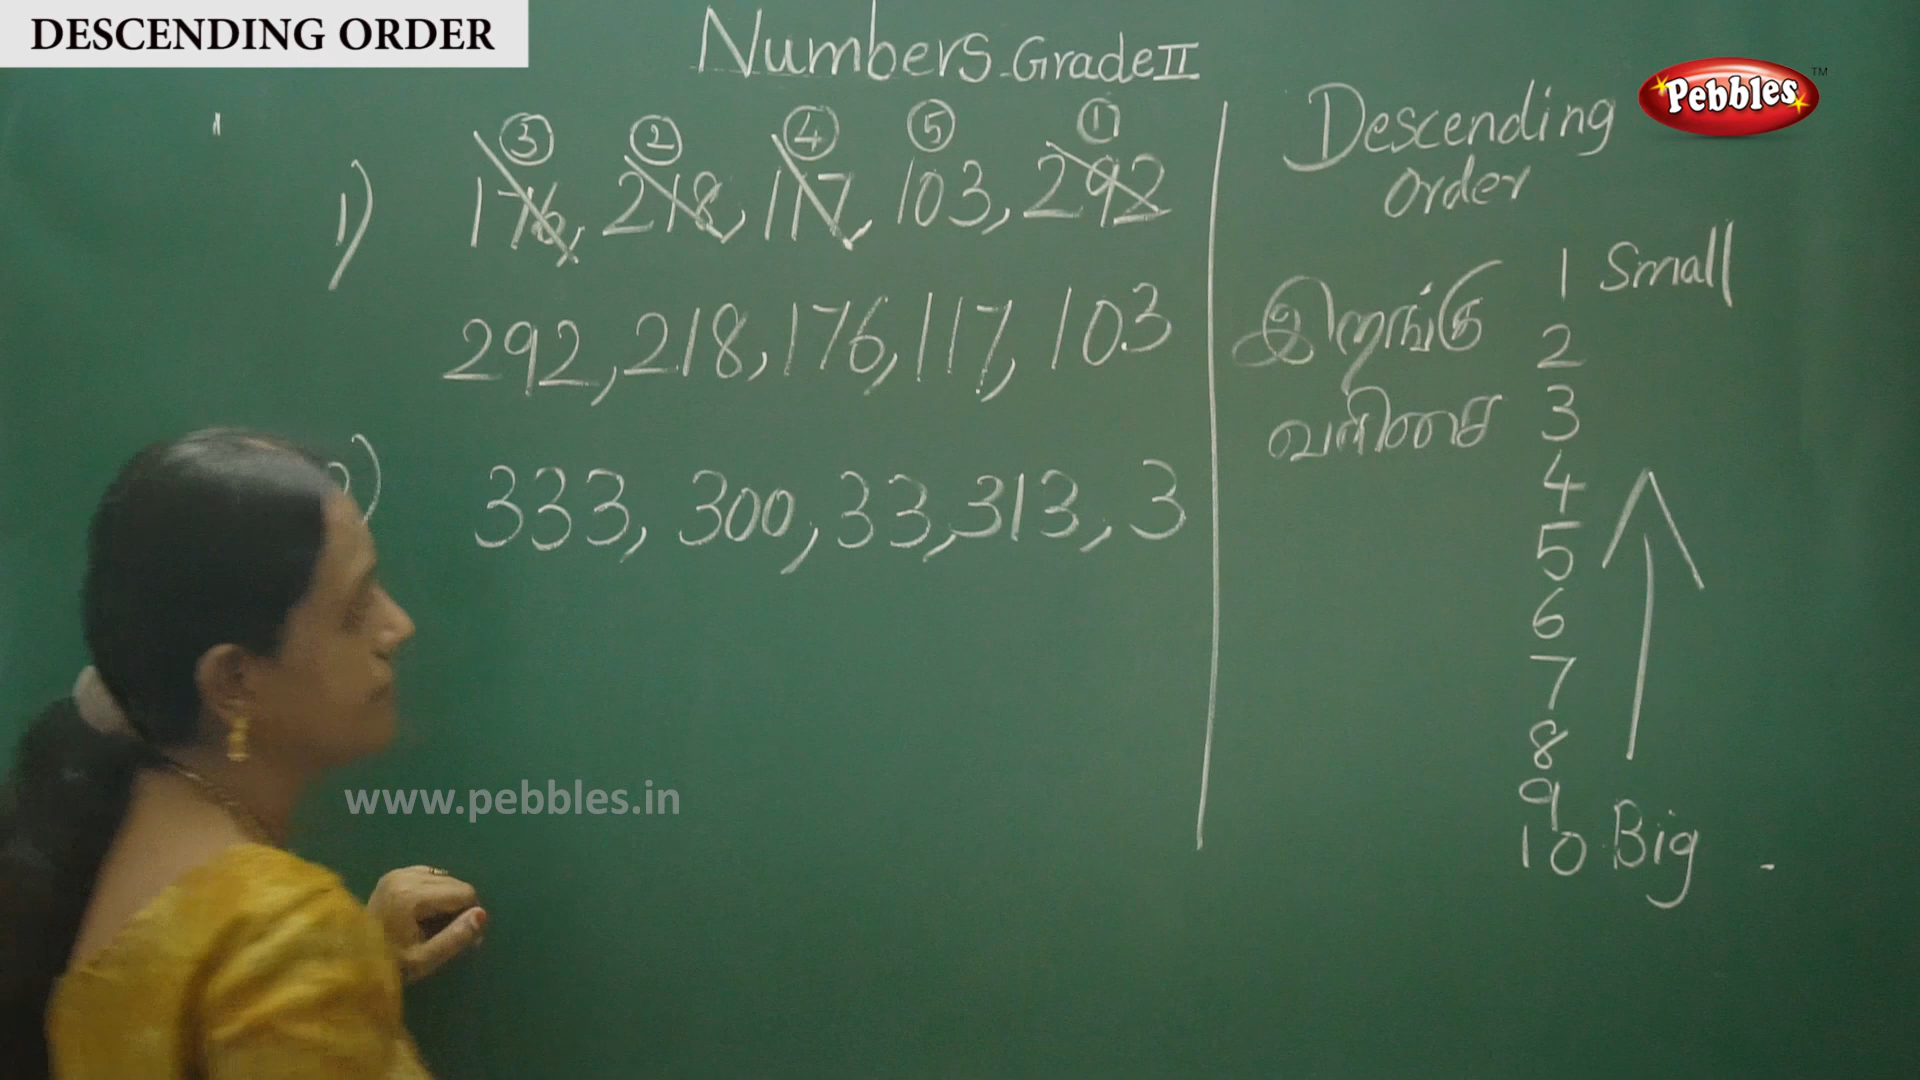 DESCENDING ORDER
Numbers - Grade II
Pebbles TM
③ ② ④ ⑤ ①
1) 176, 218, 117, 103, 292
292, 218, 176, 117, 103
333, 300, 33, 313, 3
Descending
order
இறங்கு
வரிசை
1 Small
2
3
4
5
6
7
8
9
10 Big
www.pebbles.in